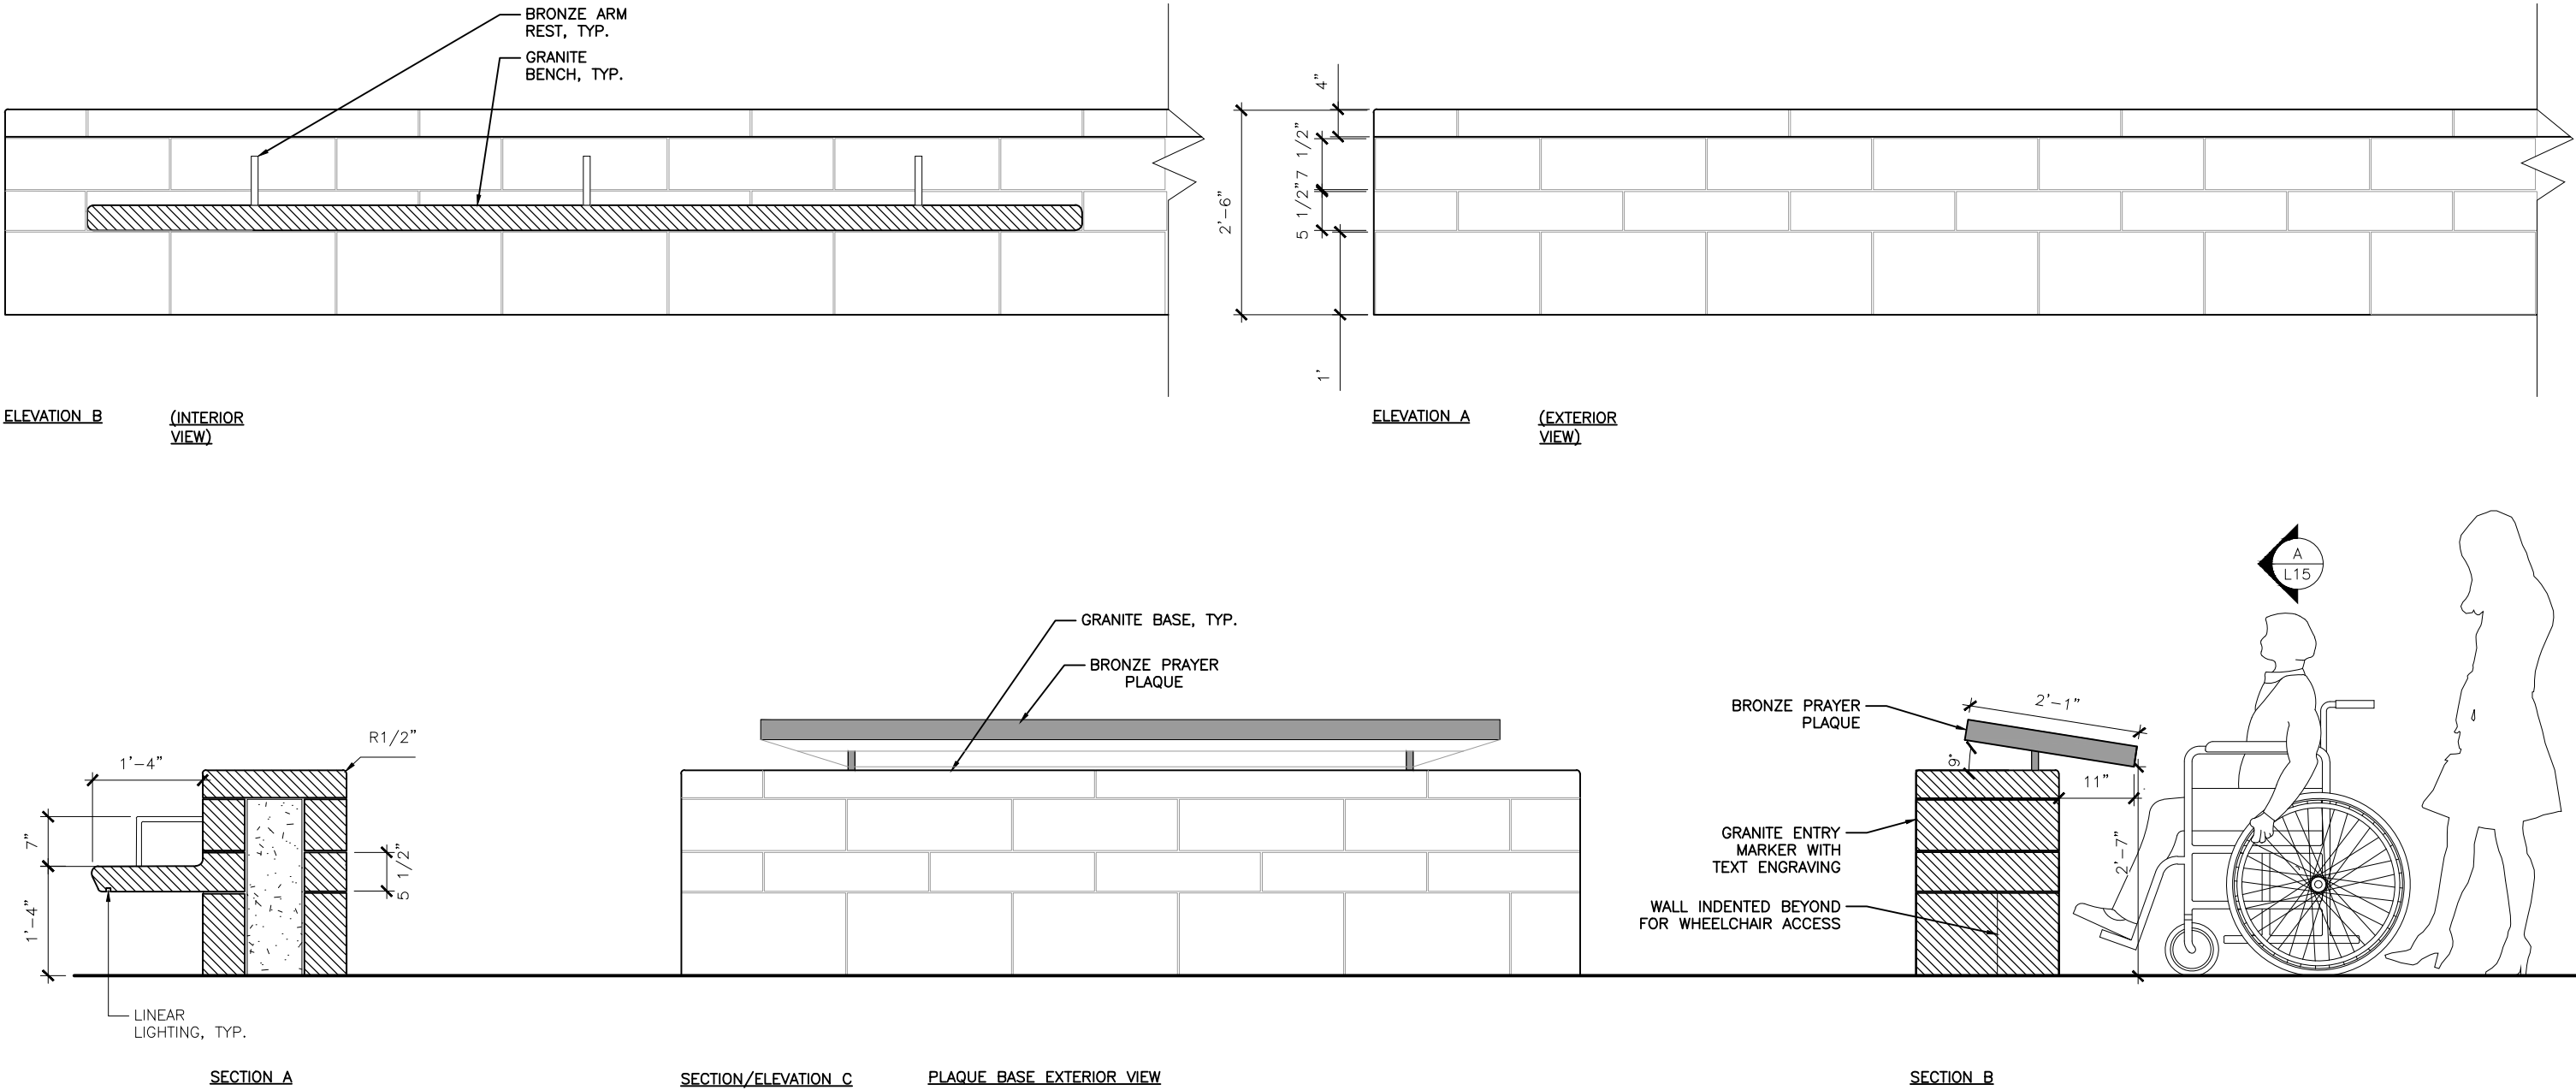 BRONZE ARM
REST, TYP.
GRANITE
BENCH, TYP.
4"
7 1/2"
5 1/2"
2'-6"
1'
ELEVATION B
(INTERIOR
VIEW)
ELEVATION A
(EXTERIOR
VIEW)
A
L15
GRANITE BASE, TYP.
BRONZE PRAYER
PLAQUE
BRONZE PRAYER
PLAQUE
2'-1"
9"
11"
2'-7"
GRANITE ENTRY
MARKER WITH
TEXT ENGRAVING
WALL INDENTED BEYOND
FOR WHEELCHAIR ACCESS
R1/2"
1'-4"
7"
5 1/2"
1'-4"
LINEAR
LIGHTING, TYP.
SECTION A
SECTION/ELEVATION C
PLAQUE BASE EXTERIOR VIEW
SECTION B